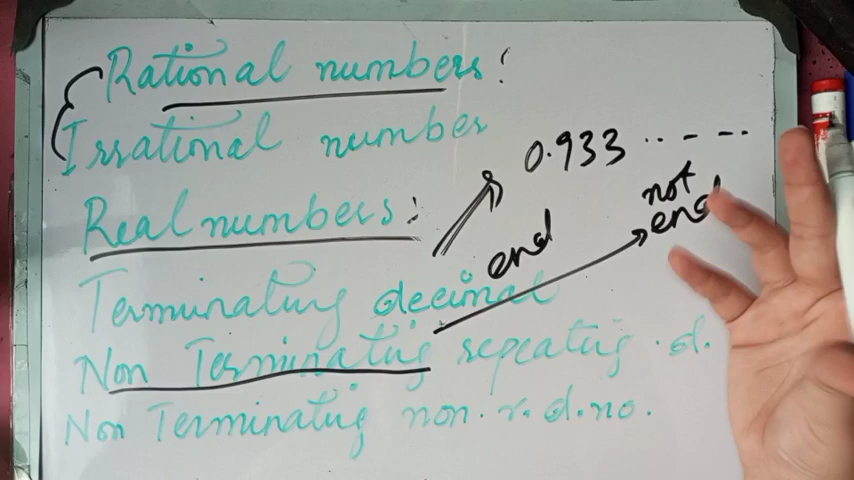 Rational numbers:
Irrational number
0.933 ..----.
Real numbers:
not
end
end
Terminating decimal
Non Terminating repeating . d.
Non Terminating non. r. d. no.